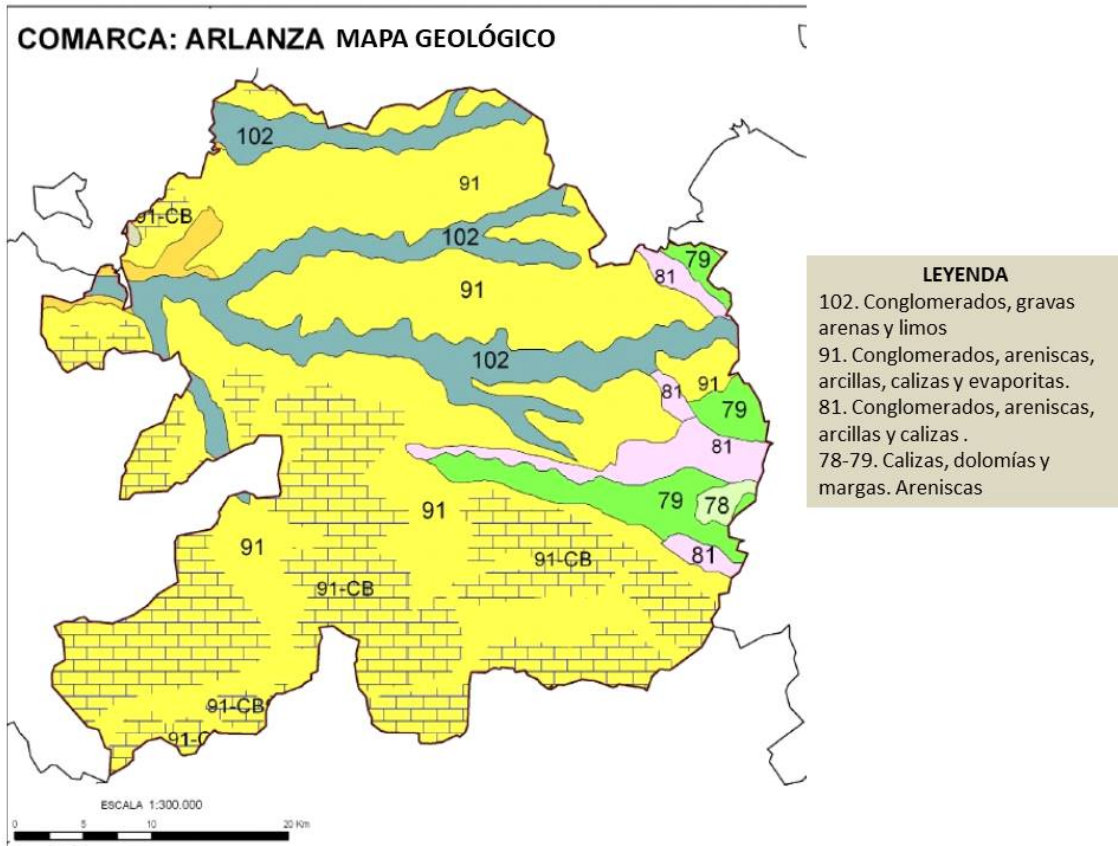 COMARCA: ARLANZA MAPA GEOLÓGICO
102
91
91-CB
102
79
81
91
102
91
81
79
81
79
78
91
91
91-CB
81
91-CB
91-CB
91-C
LEYENDA
102. Conglomerados, gravas
arenas y limos
91. Conglomerados, areniscas,
arcillas, calizas y evaporitas.
81. Conglomerados, areniscas,
arcillas y calizas .
78-79. Calizas, dolomías y
margas. Areniscas
ESCALA 1:300.000
0 5 10 20 Km